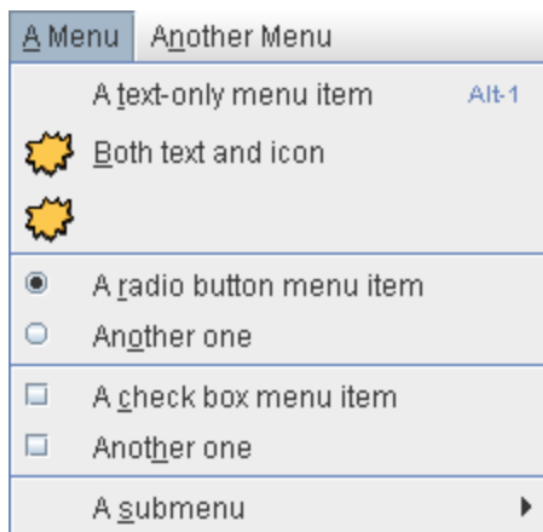 A Menu Another Menu
A text-only menu item Alt-1
Both text and icon
A radio button menu item
Another one
A check box menu item
Another one
A submenu